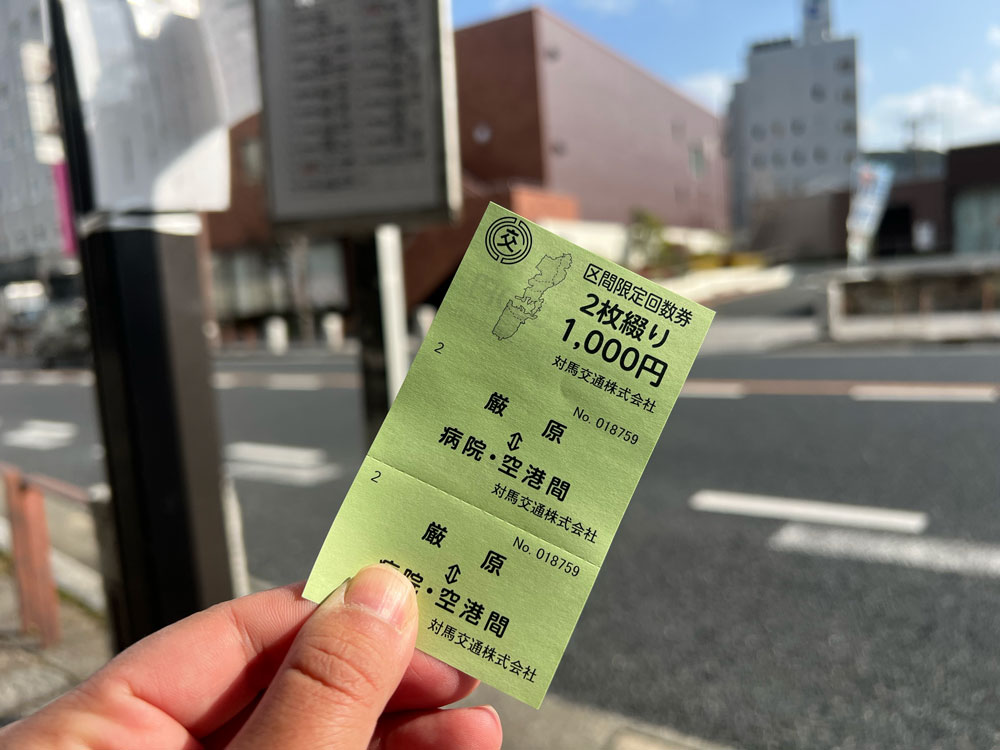 交
区間限定回数券
2枚綴り
1,000円
対馬交通株式会社
2
No. 018759
厳原
⇕
病院・空港間
対馬交通株式会社
2
No. 018759
厳原
⇕
病院・空港間
対馬交通株式会社